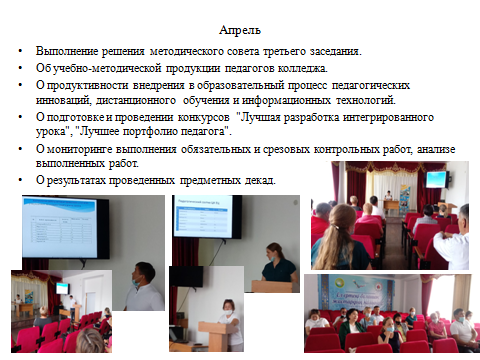 Апрель
• Выполнение решения методического совета третьего заседания.
• Об учебно-методической продукции педагогов колледжа.
• О продуктивности внедрения в образовательный процесс педагогических
инноваций, дистанционного обучения и информационных технологий.
• О подготовке и проведении конкурсов "Лучшая разработка интегрированного
урока", "Лучшее портфолио педагога".
• О мониторинге выполнения обязательных и срезовых контрольных работ, анализе
выполненных работ.
• О результатах проведенных предметных декад.